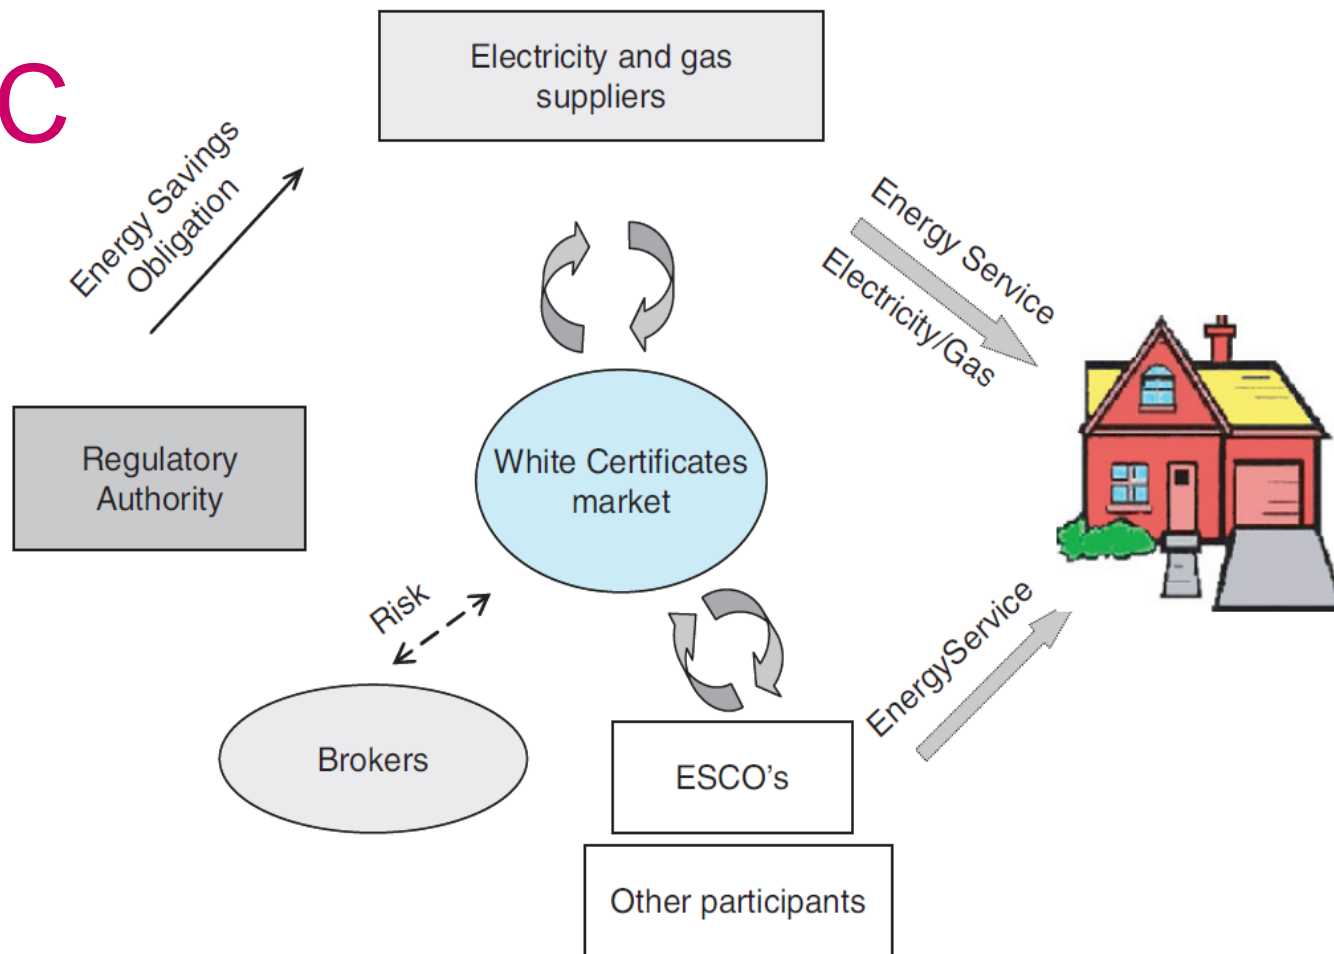 C
Electricity and gas
suppliers
Energy Savings
Obligation
Energy Service
Electricity/Gas
Regulatory
Authority
White Certificates
market
Risk
Brokers
EnergyService
ESCO’s
Other participants